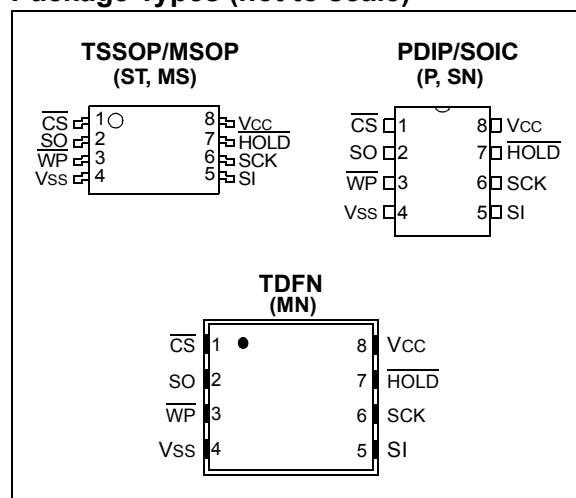 Package Types (not to scale)
TSSOP/MSOP
(ST, MS)
CS 1 8 VCC
SO 2 7 HOLD
WP 3 6 SCK
VSS 4 5 SI
PDIP/SOIC
(P, SN)
CS 1 8 VCC
SO 2 7 HOLD
WP 3 6 SCK
VSS 4 5 SI
TDFN
(MN)
CS 1 8 VCC
SO 2 7 HOLD
WP 3 6 SCK
VSS 4 5 SI